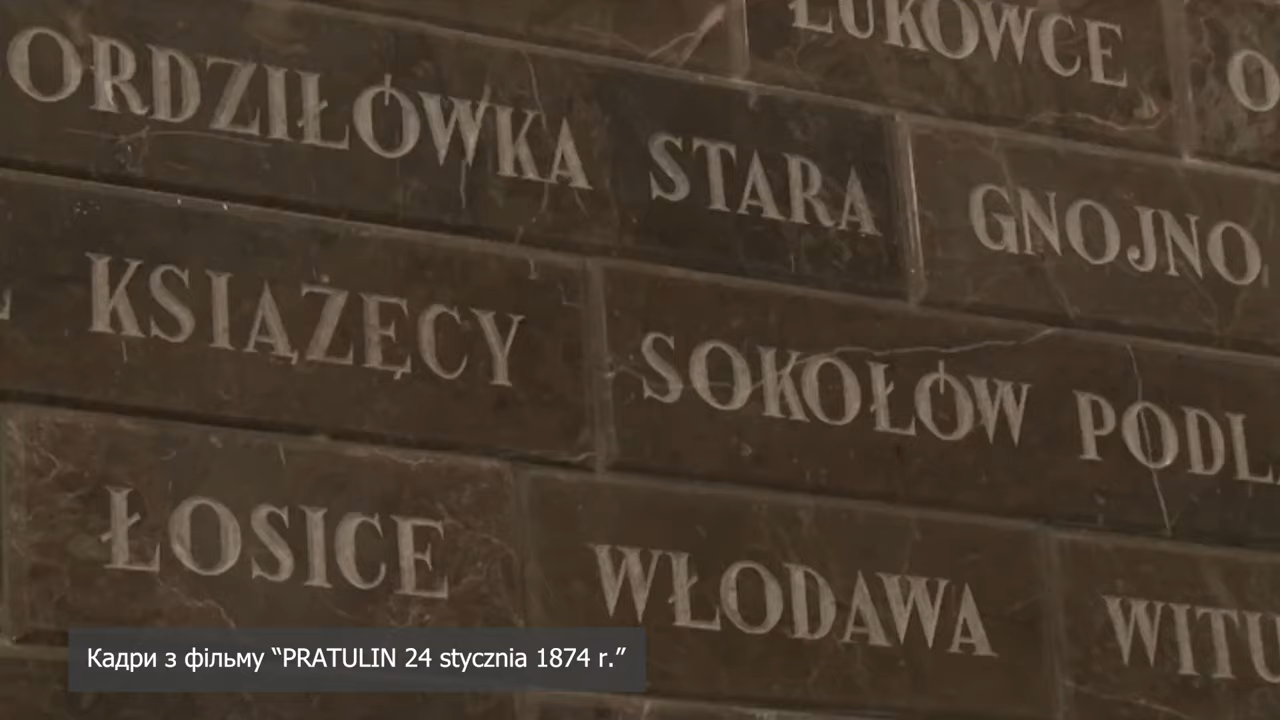 ŁUKOWCE
ORDZIŁÓWKA STARA GNOJNO
KSIĄŻĘCY SOKOŁÓW PODL.
ŁOSICE WŁODAWA WITU
Кадри з фільму “PRATULIN 24 stycznia 1874 r.”